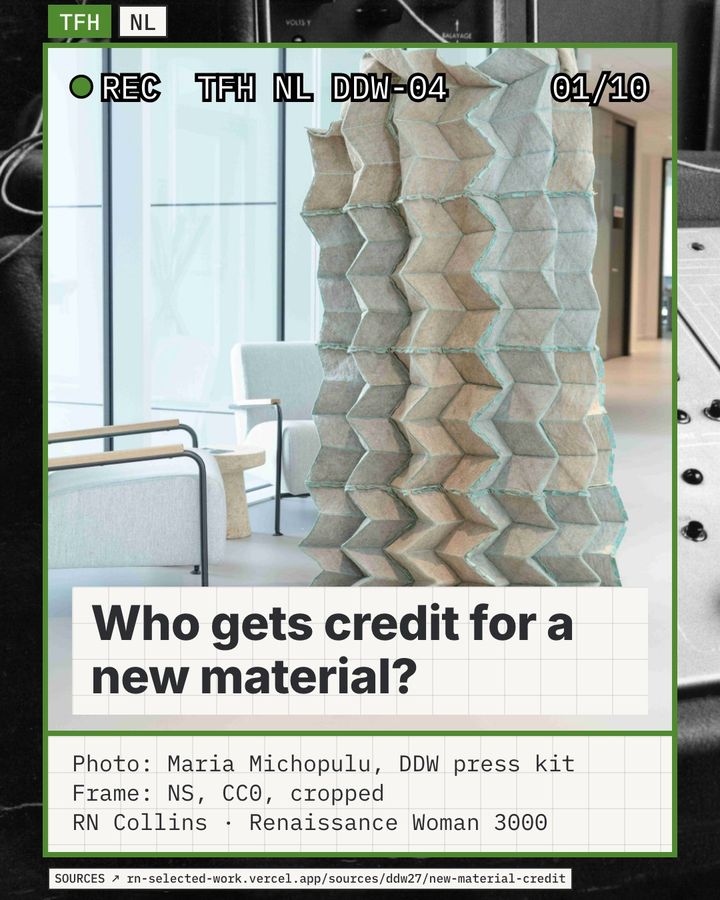 VOLTS Y
BALAYAGE
TFH NL
REC TFH NL DDW-04 01/10
Who gets credit for a
new material?
Photo: Maria Michopulu, DDW press kit
Frame: NS, CC0, cropped
RN Collins · Renaissance Woman 3000
SOURCES ↗ rn-selected-work.vercel.app/sources/ddw27/new-material-credit